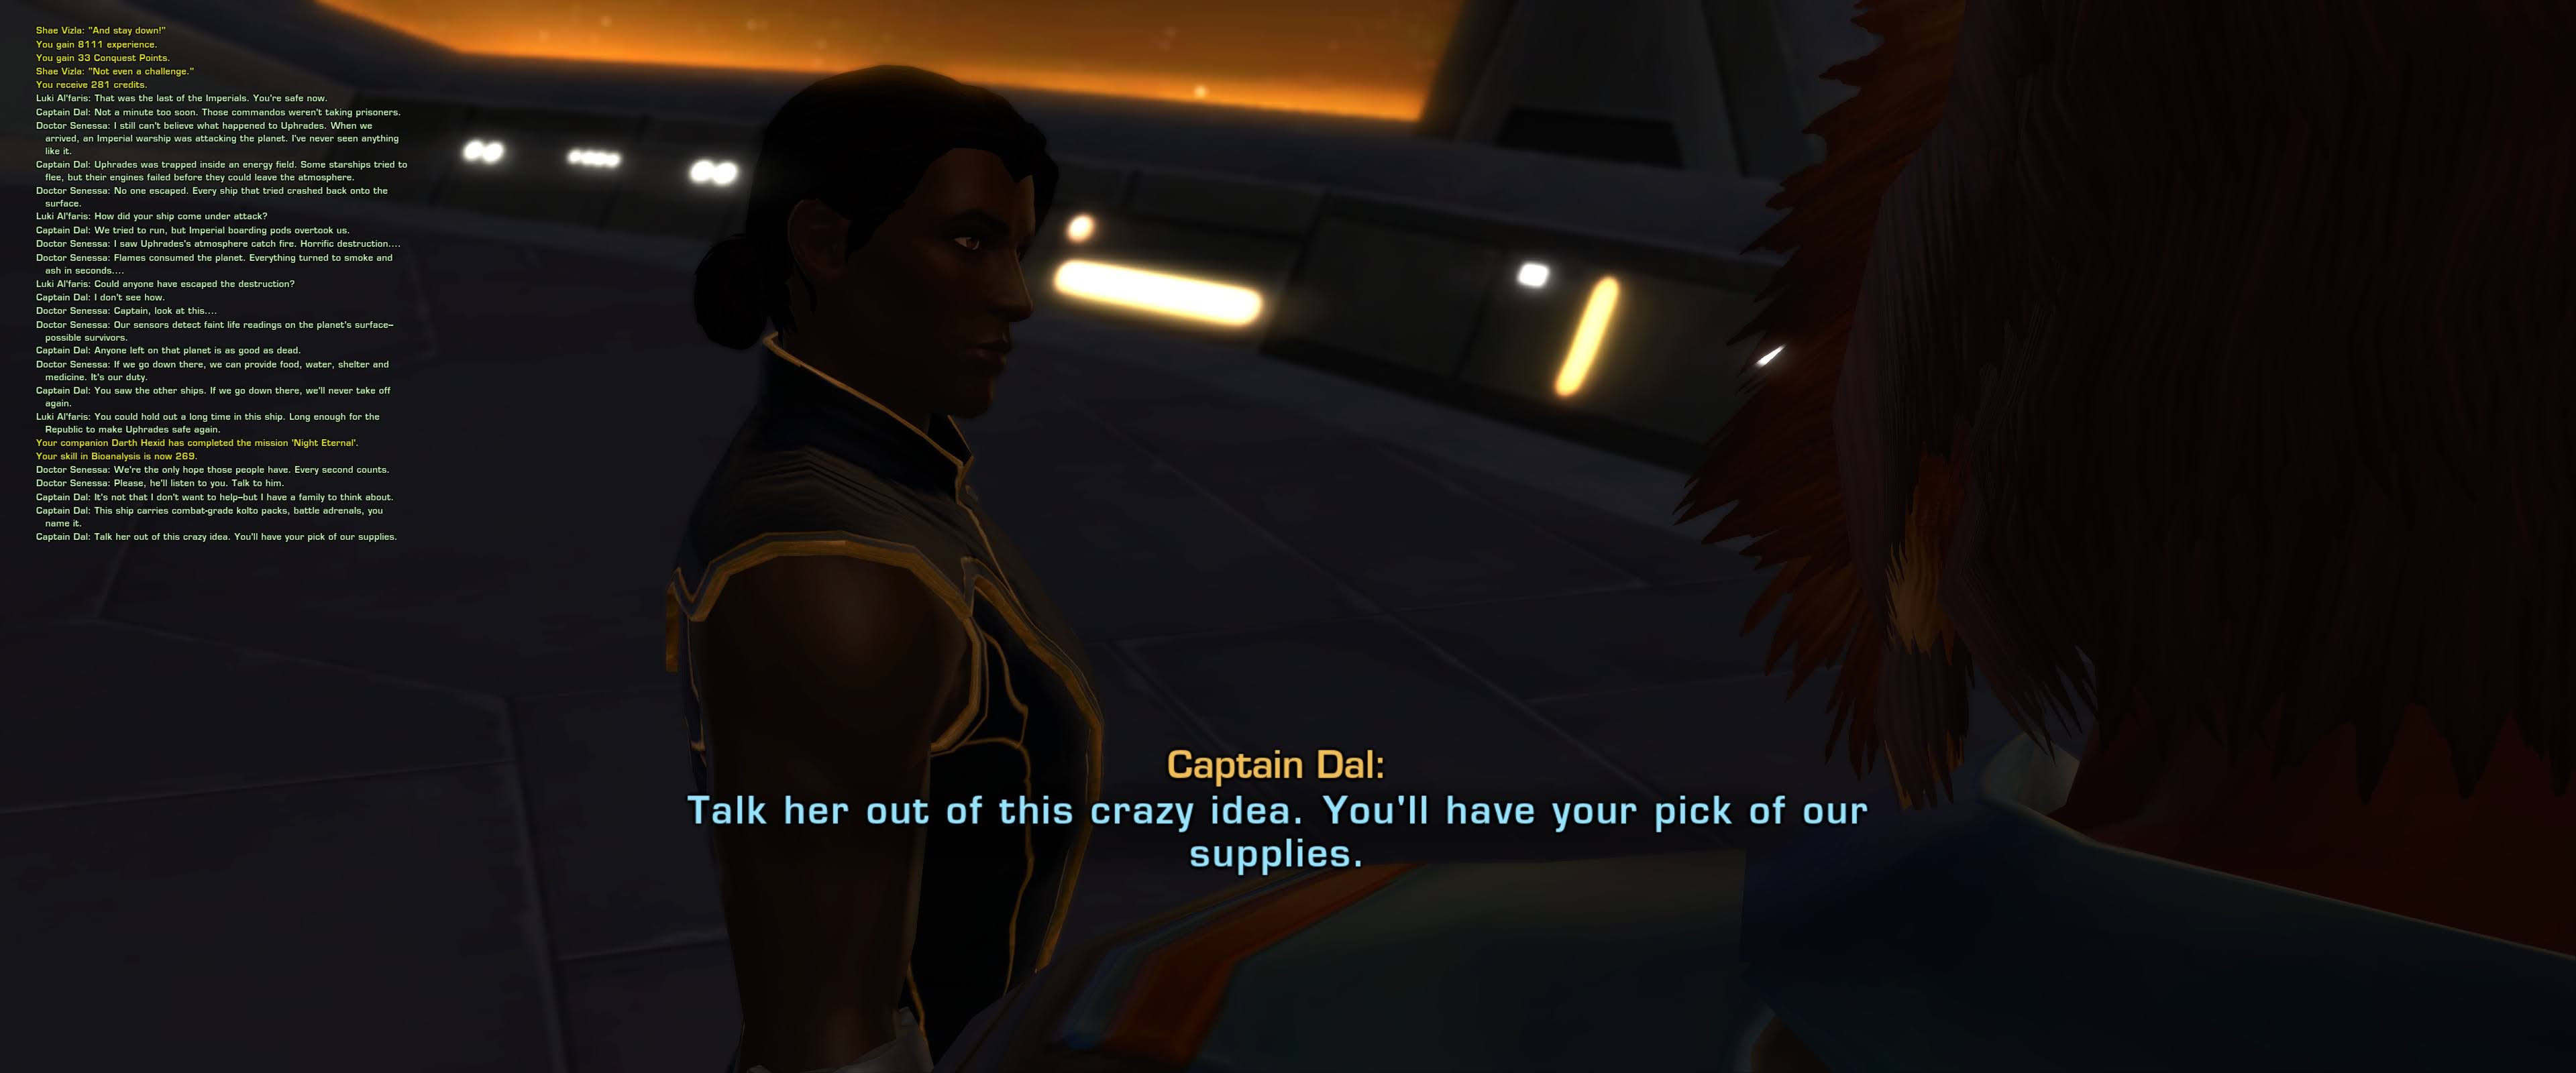 Shae Vizla: "And stay down!"
You gain 8111 experience.
You gain 33 Conquest Points.
Shae Vizla: "Not even a challenge."
You receive 281 credits.
Luki Al'faris: That was the last of the Imperials. You're safe now.
Captain Dal: Not a minute too soon. Those commandos weren't taking prisoners.
Doctor Senessa: I still can't believe what happened to Uphrades. When we
arrived, an Imperial warship was attacking the planet. I've never seen anything
like it.
Captain Dal: Uphrades was trapped inside an energy field. Some starships tried to
flee, but their engines failed before they could leave the atmosphere.
Doctor Senessa: No one escaped. Every ship that tried crashed back onto the
surface.
Luki Al'faris: How did your ship come under attack?
Captain Dal: We tried to run, but Imperial boarding pods overtook us.
Doctor Senessa: I saw Uphrades's atmosphere catch fire. Horrific destruction....
Doctor Senessa: Flames consumed the planet. Everything turned to smoke and
ash in seconds....
Luki Al'faris: Could anyone have escaped the destruction?
Captain Dal: I don't see how.
Doctor Senessa: Captain, look at this....
Doctor Senessa: Our sensors detect faint life readings on the planet's surface–
possible survivors.
Captain Dal: Anyone left on that planet is as good as dead.
Doctor Senessa: If we go down there, we can provide food, water, shelter and
medicine. It's our duty.
Captain Dal: You saw the other ships. If we go down there, we'll never take off
again.
Luki Al'faris: You could hold out a long time in this ship. Long enough for the
Republic to make Uphrades safe again.
Your companion Darth Hexid has completed the mission 'Night Eternal'.
Your skill in Bioanalysis is now 269.
Doctor Senessa: We're the only hope those people have. Every second counts.
Doctor Senessa: Please, he'll listen to you. Talk to him.
Captain Dal: It's not that I don't want to help–but I have a family to think about.
Captain Dal: This ship carries combat-grade kolto packs, battle adrenals, you
name it.
Captain Dal: Talk her out of this crazy idea. You'll have your pick of our supplies.
Captain Dal:
Talk her out of this crazy idea. You'll have your pick of our
supplies.